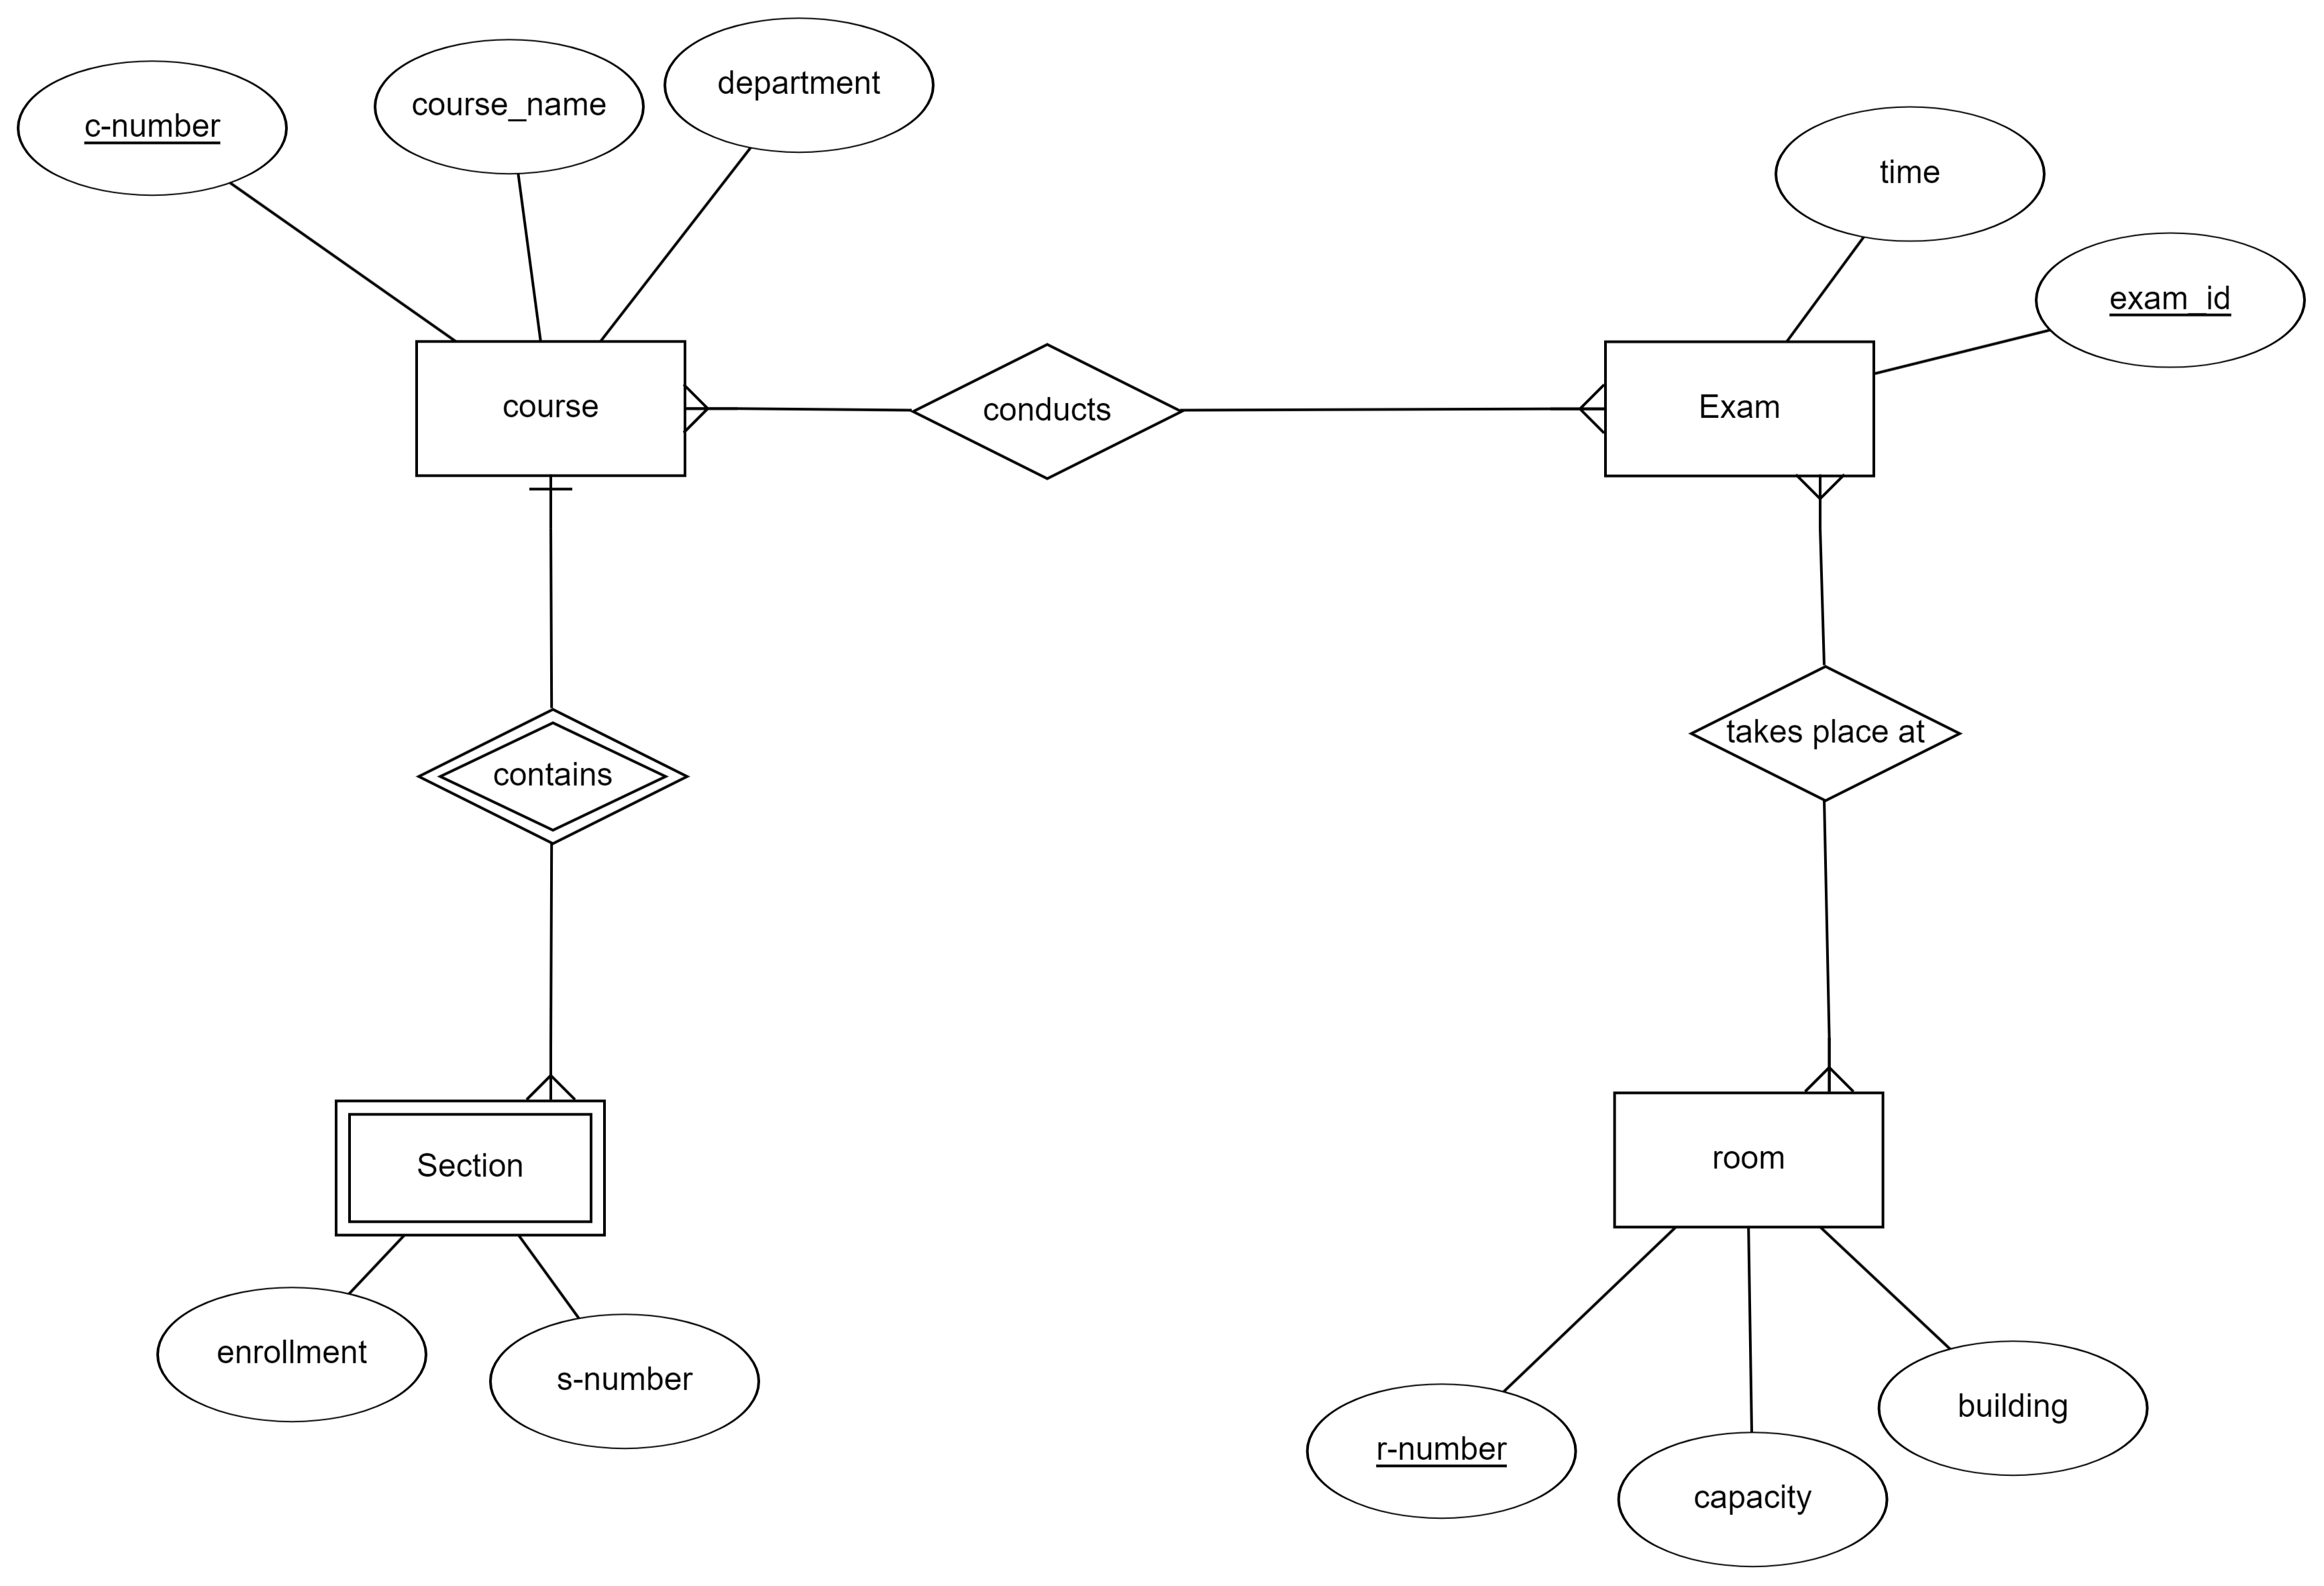 department
course_name
c-number
time
exam_id
course
conducts
Exam
takes place at
contains
room
Section
enrollment
s-number
building
r-number
capacity